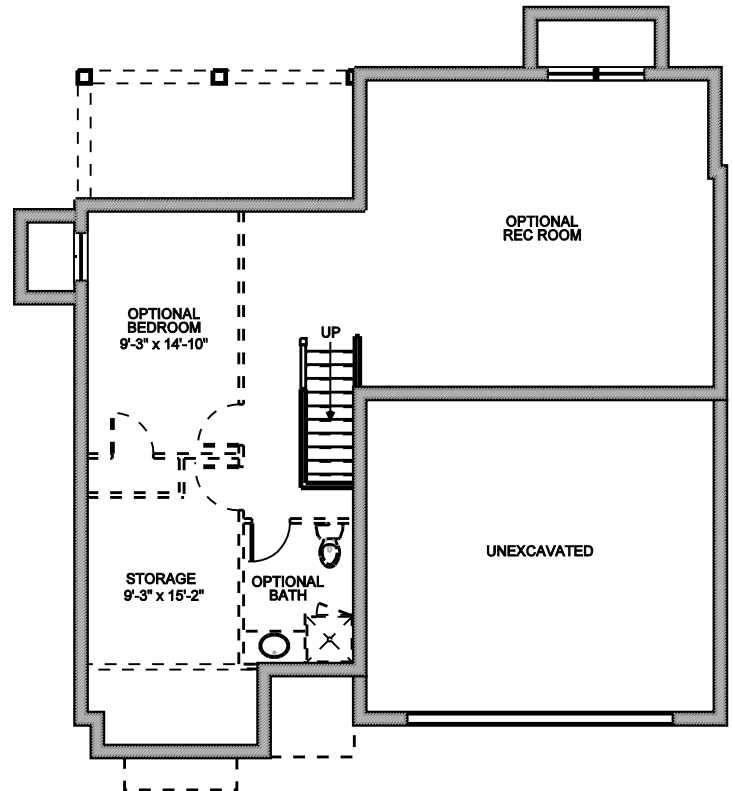 OPTIONAL
REC ROOM
OPTIONAL
BEDROOM
9'-3" x 14'-10"
UP
UNEXCAVATED
STORAGE
9'-3" x 15'-2"
OPTIONAL
BATH